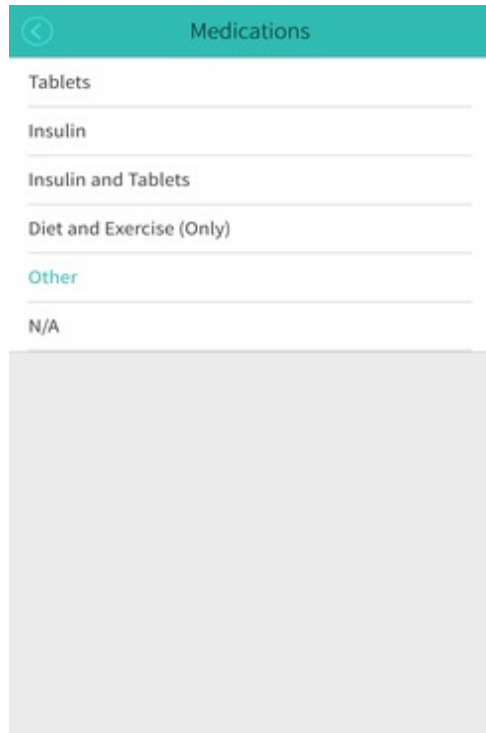 Medications
Tablets
Insulin
Insulin and Tablets
Diet and Exercise (Only)
Other
N/A